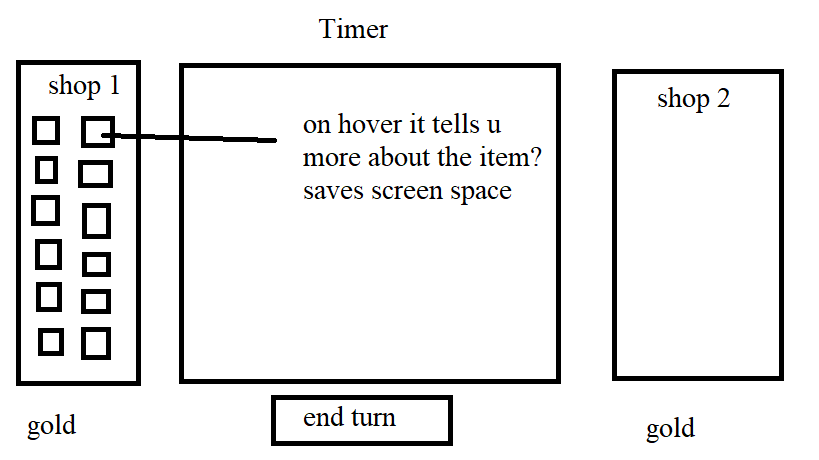 Timer
shop 1
on hover it tells u
more about the item?
saves screen space
shop 2
gold
end turn
gold